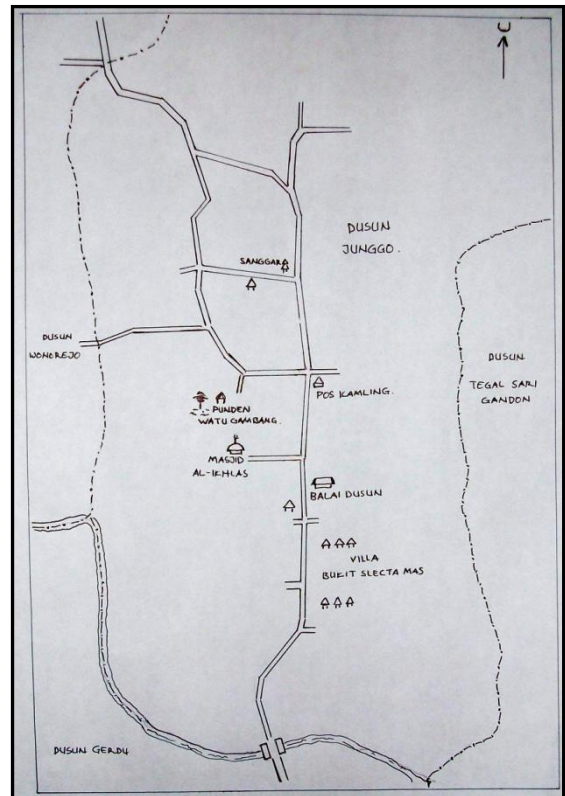 U
DUSUN
JUNGGO.
SANGGAR
DUSUN
WONOREJO
DUSUN
TEGAL SARI
GANDON
POS KAMLING.
PUNDEN
WATU GAMBANG.
MASJID
AL-IKHLAS
BALAI DUSUN
VILLA
BUKIT SLECTA MAS
DUSUN GERDU